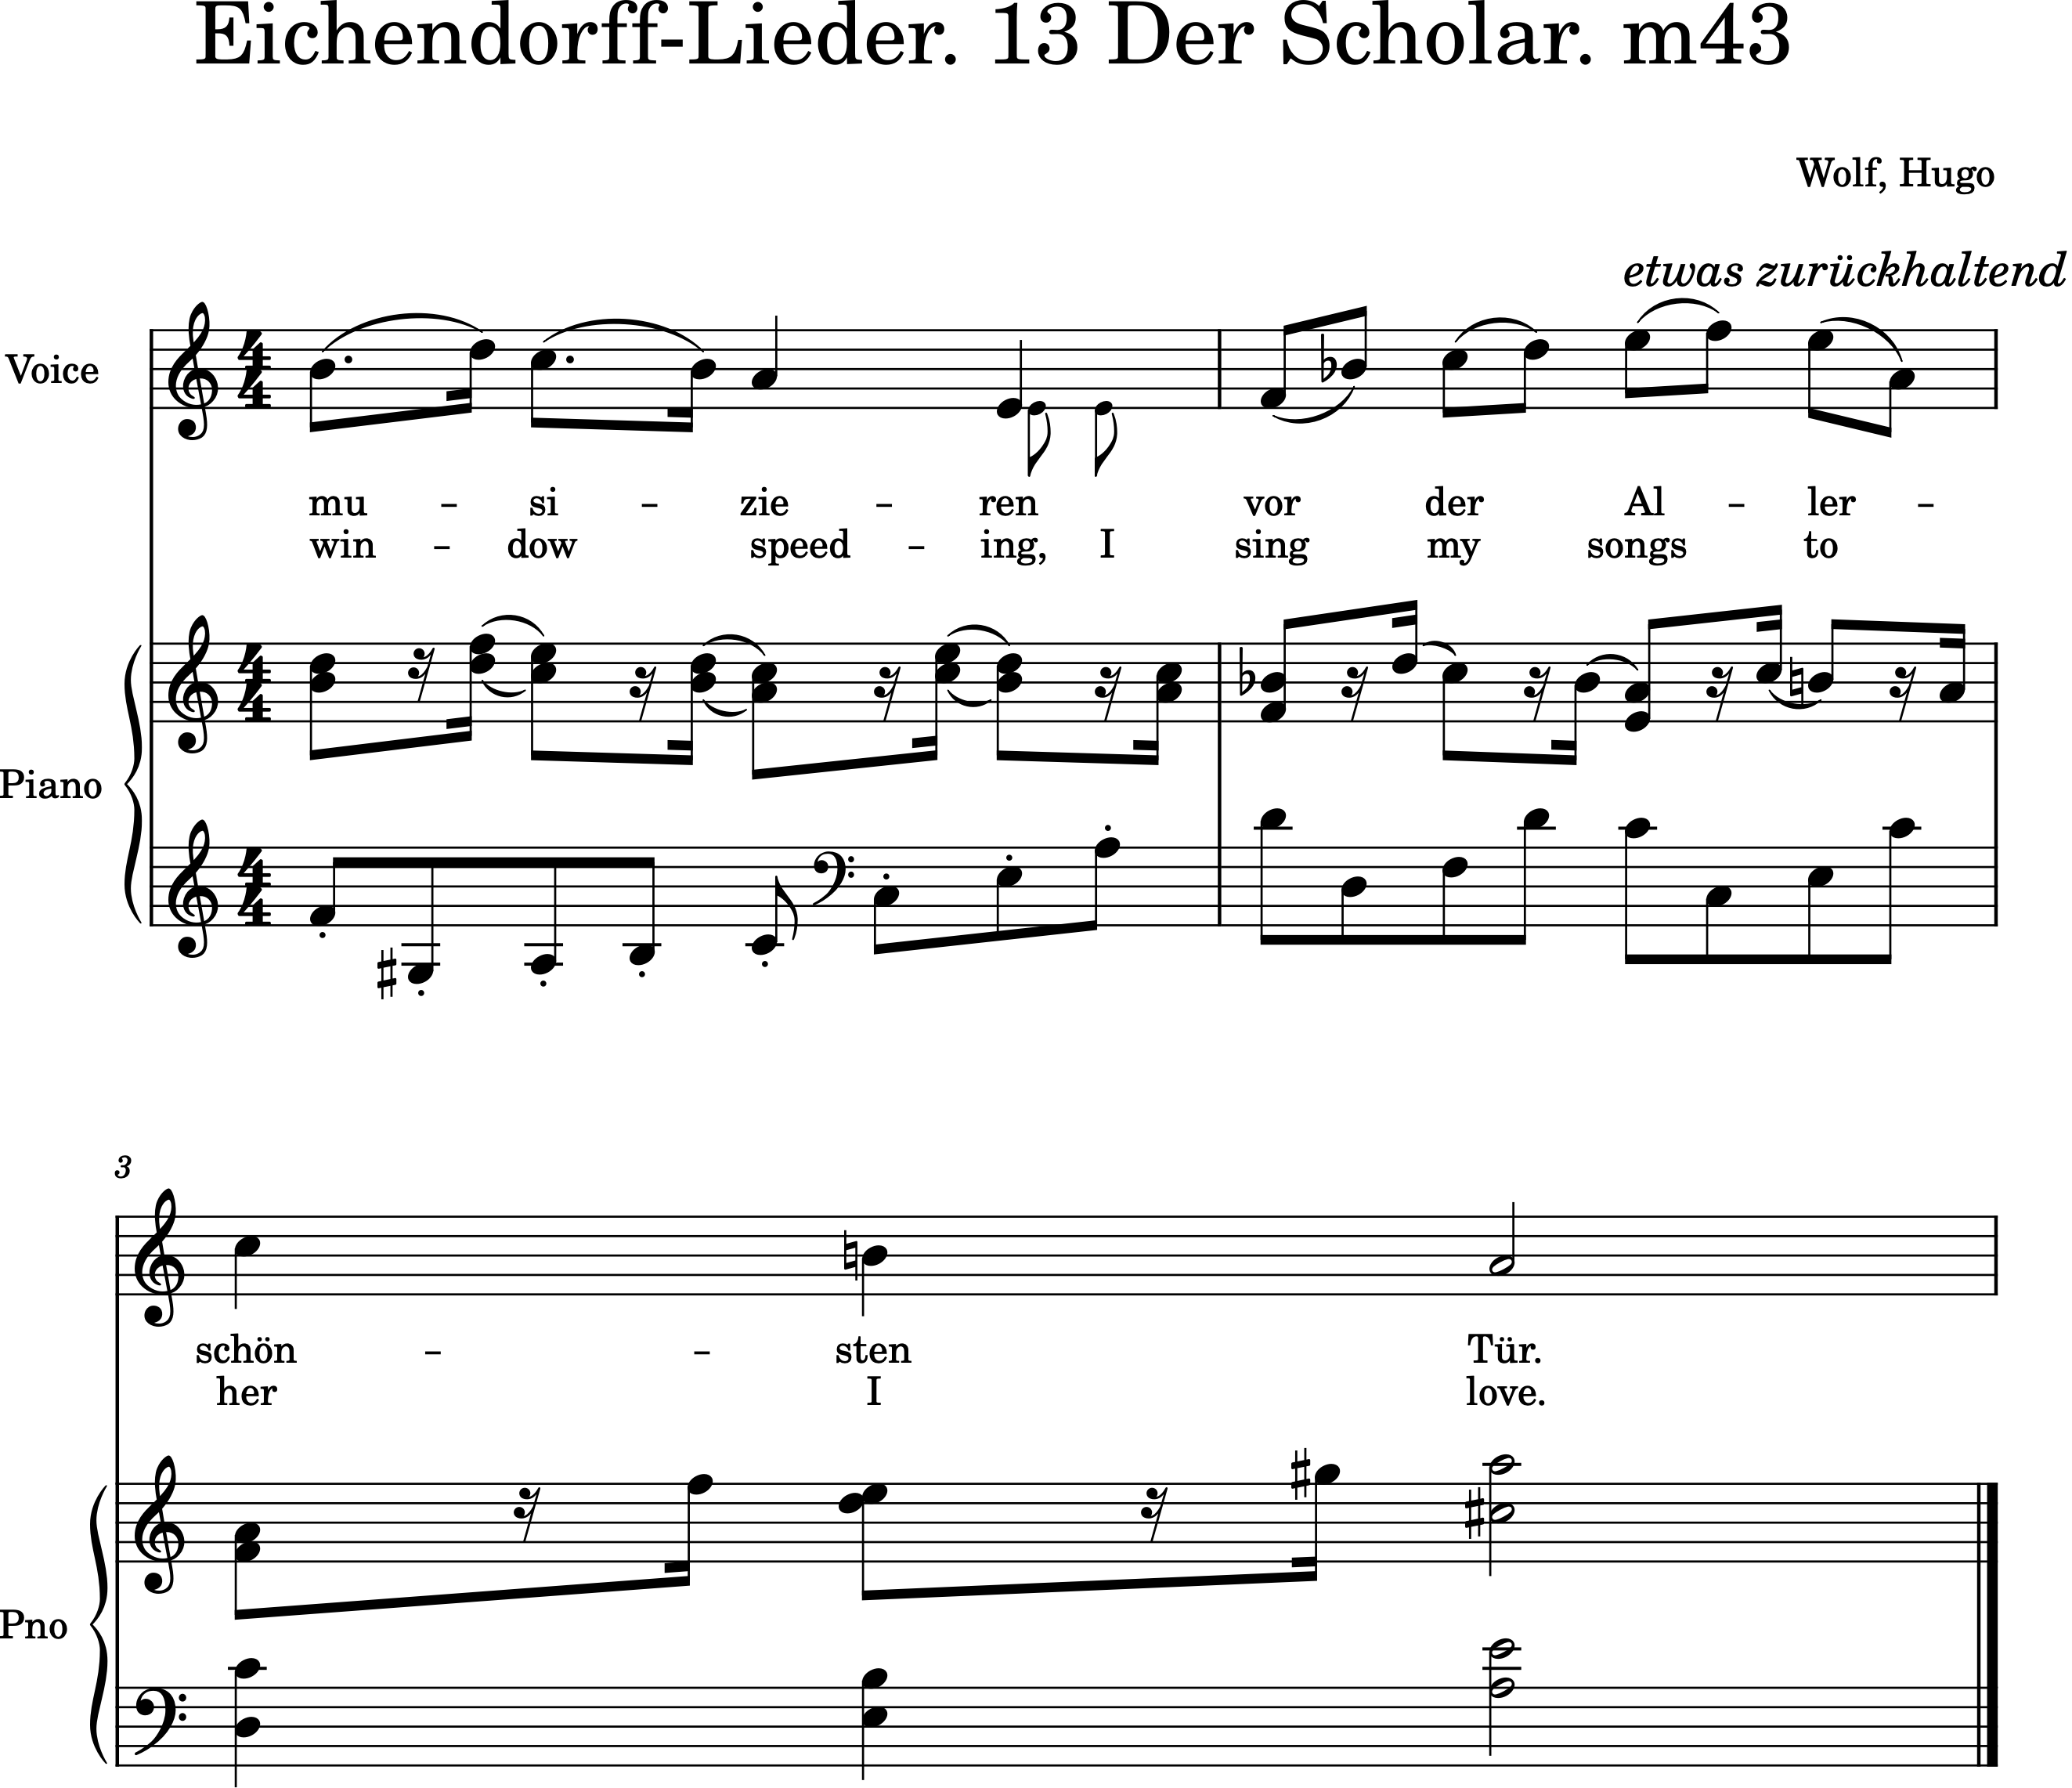 Eichendorff-Lieder. 13 Der Scholar. m43
Wolf, Hugo
etwas zurückhaltend
Voice
mu – si – zie – ren vor der Al – ler –
win – dow speed – ing, I sing my songs to
Piano
3
schön – – sten Tür.
her I love.
Pno